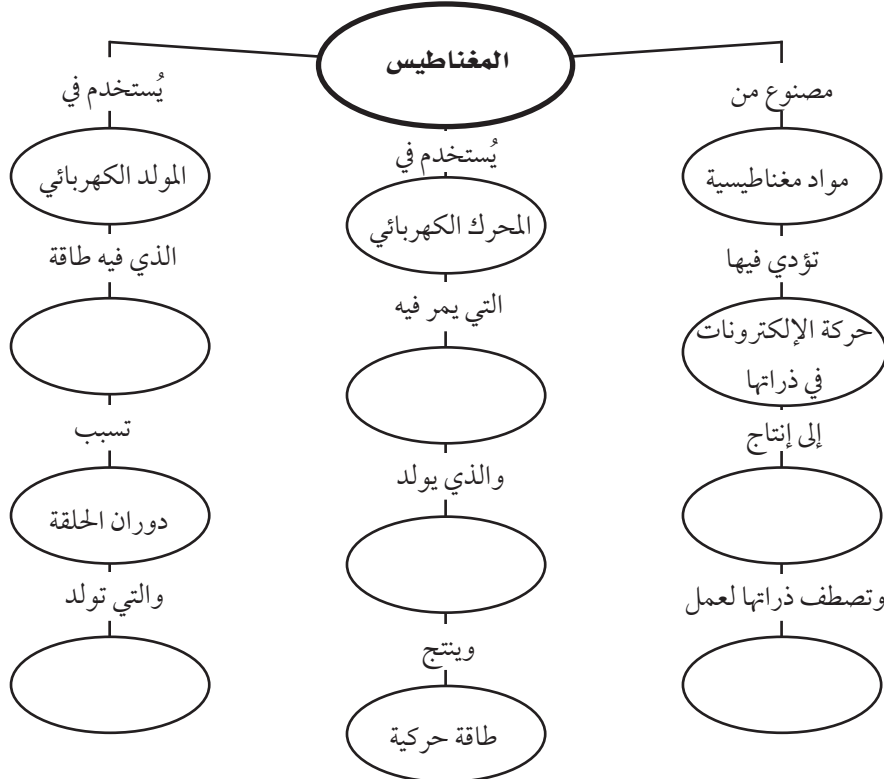 المغناطيس
مصنوع من
مواد مغناطيسية
تؤدي فيها
حركة الإلكترونات
في ذراتها
إلى إنتاج
وتصطف ذراتها لعمل
يُستخدم في
المحرك الكهربائي
التي يمر فيه
والذي يولد
وينتج
طاقة حركية
يُستخدم في
المولد الكهربائي
الذي فيه طاقة
تسبب
دوران الحلقة
والتي تولد